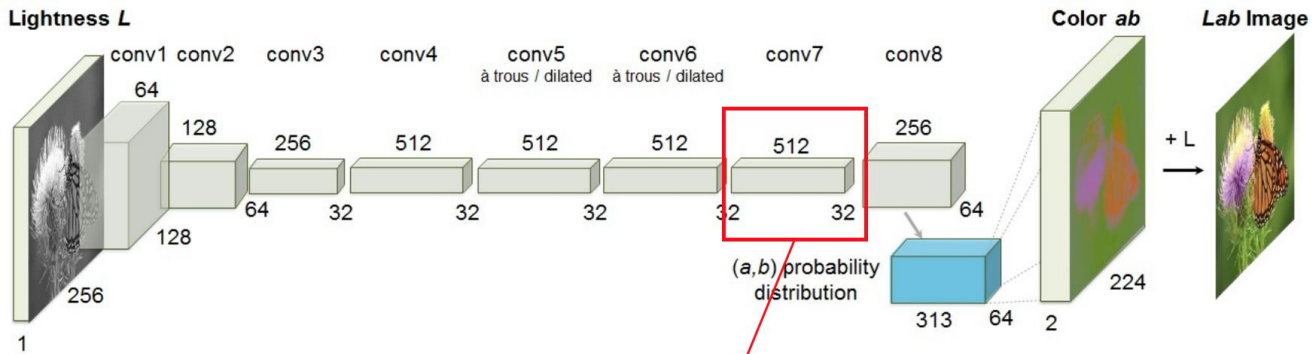 Lightness L
Color ab
Lab Image
conv1 conv2 conv3 conv4 conv5 conv6 conv7 conv8
à trous / dilated à trous / dilated
64
128
256
512
512
512
512
256
+ L
64
32
32
32
32
32
64
128
256
1
(a,b) probability
distribution
313
64
2
224